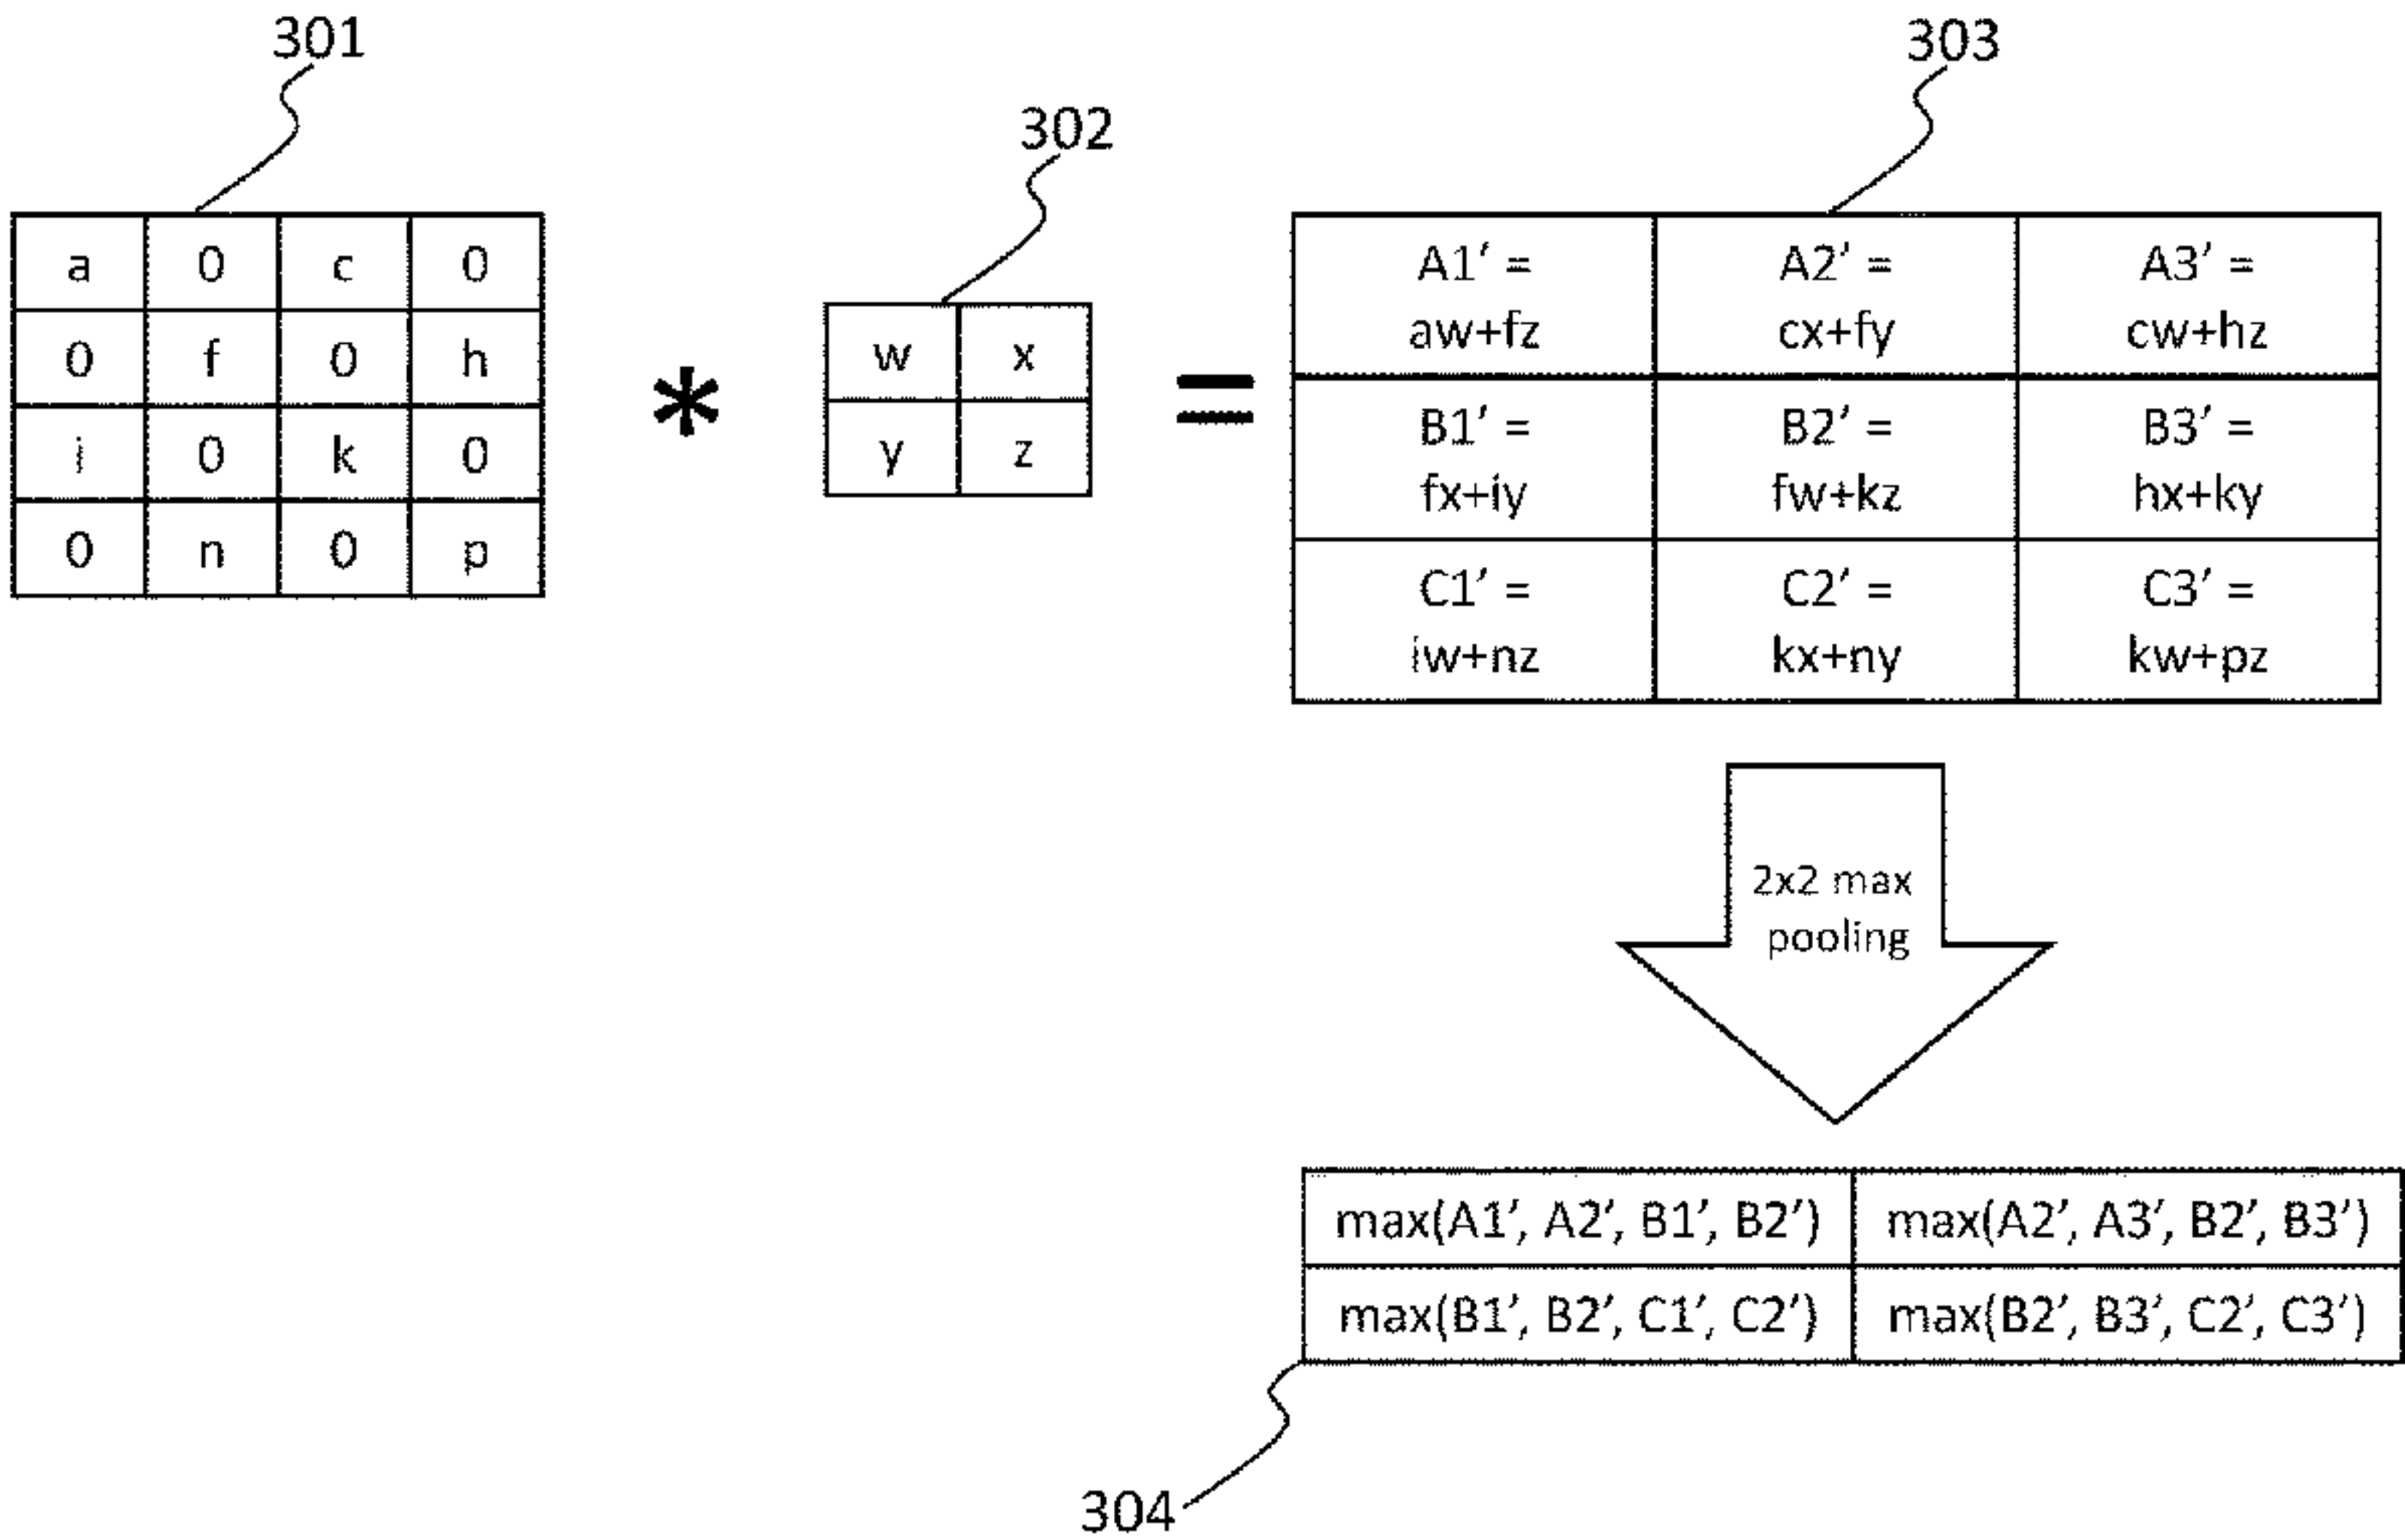 301
303
302
a 0 c 0
0 f 0 h
i 0 k 0
0 n 0 p
*
w x
y z
=
A1′ =
aw+fz
A2′ =
cx+fy
A3′ =
cw+hz
B1′ =
fx+iy
B2′ =
fw+kz
B3′ =
hx+ky
C1′ =
iw+nz
C2′ =
kx+ny
C3′ =
kw+pz
2x2 max
pooling
max(A1′, A2′, B1′, B2′)
max(A2′, A3′, B2′, B3′)
max(B1′, B2′, C1′, C2′)
max(B2′, B3′, C2′, C3′)
304